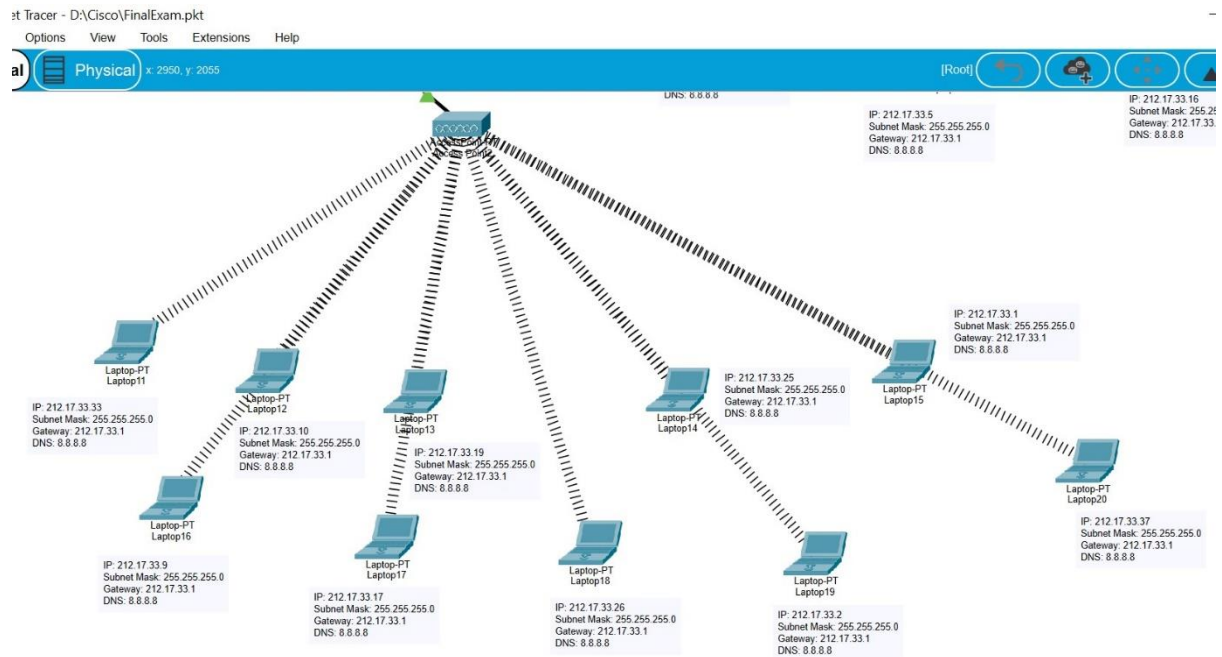 et Tracer - D:\Cisco\FinalExam.pkt
Options View Tools Extensions Help
al Physical x: 2950, y: 2055 [Root]
DNS: 8.8.8.8
IP: 212.17.33.5
Subnet Mask: 255.255.255.0
Gateway: 212.17.33.1
DNS: 8.8.8.8
IP: 212.17.33.16
Subnet Mask: 255.25
Gateway: 212.17.33.
DNS: 8.8.8.8
Access Point2
Laptop-PT
Laptop11
IP: 212.17.33.33
Subnet Mask: 255.255.255.0
Gateway: 212.17.33.1
DNS: 8.8.8.8
Laptop-PT
Laptop12
IP: 212.17.33.10
Subnet Mask: 255.255.255.0
Gateway: 212.17.33.1
DNS: 8.8.8.8
Laptop-PT
Laptop13
IP: 212.17.33.19
Subnet Mask: 255.255.255.0
Gateway: 212.17.33.1
DNS: 8.8.8.8
Laptop-PT
Laptop14
IP: 212.17.33.25
Subnet Mask: 255.255.255.0
Gateway: 212.17.33.1
DNS: 8.8.8.8
Laptop-PT
Laptop15
IP: 212.17.33.1
Subnet Mask: 255.255.255.0
Gateway: 212.17.33.1
DNS: 8.8.8.8
Laptop-PT
Laptop16
IP: 212.17.33.9
Subnet Mask: 255.255.255.0
Gateway: 212.17.33.1
DNS: 8.8.8.8
Laptop-PT
Laptop17
IP: 212.17.33.17
Subnet Mask: 255.255.255.0
Gateway: 212.17.33.1
DNS: 8.8.8.8
Laptop-PT
Laptop18
IP: 212.17.33.26
Subnet Mask: 255.255.255.0
Gateway: 212.17.33.1
DNS: 8.8.8.8
Laptop-PT
Laptop19
IP: 212.17.33.2
Subnet Mask: 255.255.255.0
Gateway: 212.17.33.1
DNS: 8.8.8.8
Laptop-PT
Laptop20
IP: 212.17.33.37
Subnet Mask: 255.255.255.0
Gateway: 212.17.33.1
DNS: 8.8.8.8